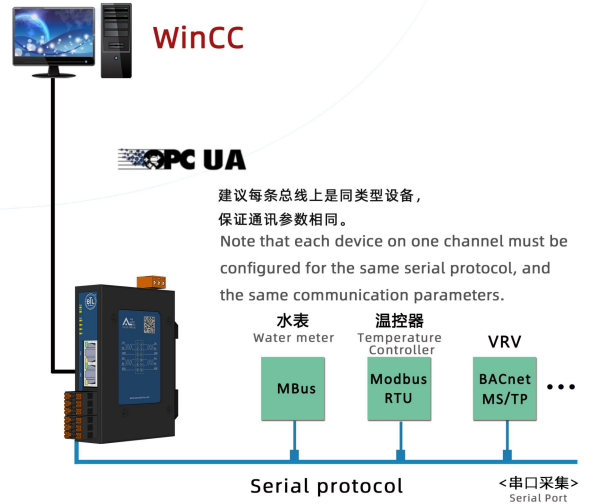 WinCC
OPC UA
建议每条总线上是同类型设备，
保证通讯参数相同。
Note that each device on one channel must be
configured for the same serial protocol, and
the same communication parameters.
水表
Water meter
温控器
Temperature
Controller
VRV
MBus
Modbus
RTU
BACnet
MS/TP
BTL
Serial protocol
<串口采集>
Serial Port